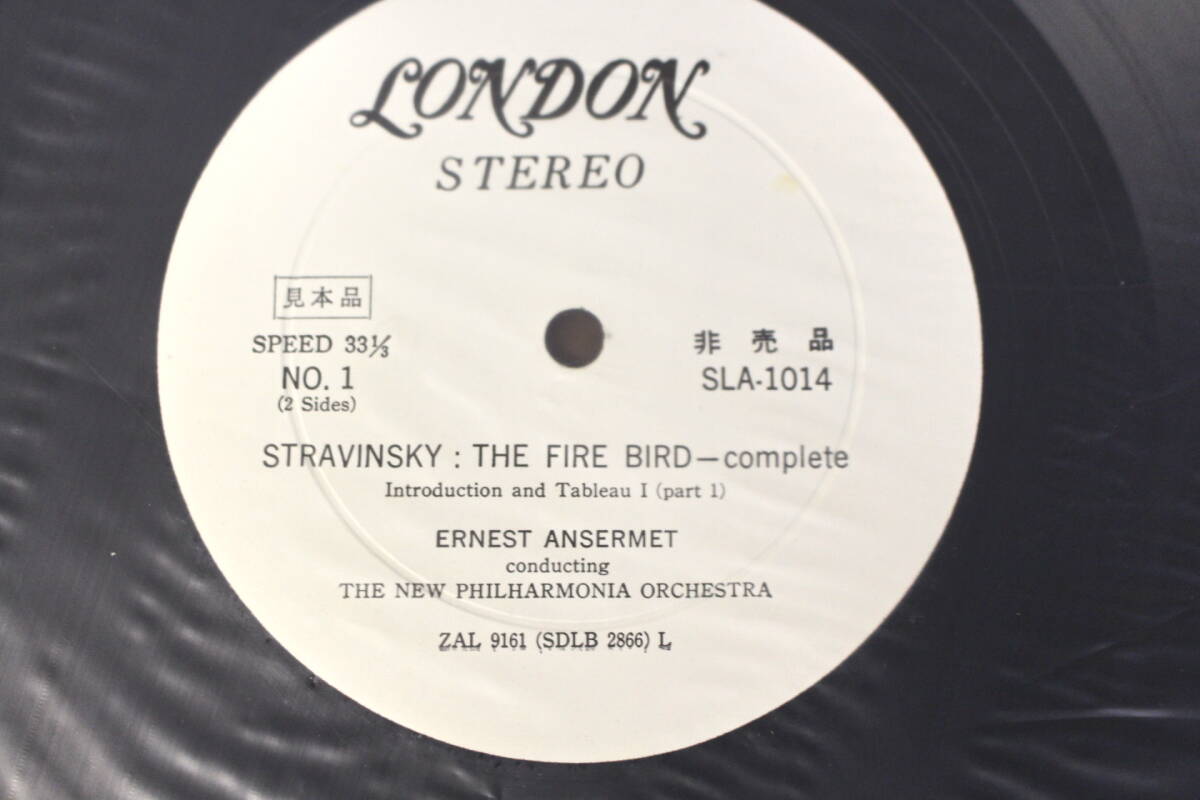 LONDON
STEREO
見本品
SPEED 33⅓
NO. 1
(2 Sides)
非売品
SLA-1014
STRAVINSKY : THE FIRE BIRD—complete
Introduction and Tableau I (part 1)
ERNEST ANSERMET
conducting
THE NEW PHILHARMONIA ORCHESTRA
ZAL 9161 (SDLB 2866) L